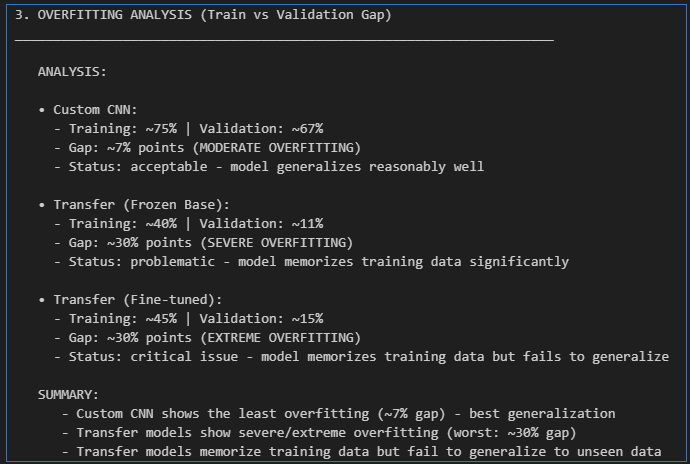 3. OVERFITTING ANALYSIS (Train vs Validation Gap)
ANALYSIS:
• Custom CNN:
- Training: ~75% | Validation: ~67%
- Gap: ~7% points (MODERATE OVERFITTING)
- Status: acceptable - model generalizes reasonably well
• Transfer (Frozen Base):
- Training: ~40% | Validation: ~11%
- Gap: ~30% points (SEVERE OVERFITTING)
- Status: problematic - model memorizes training data significantly
• Transfer (Fine-tuned):
- Training: ~45% | Validation: ~15%
- Gap: ~30% points (EXTREME OVERFITTING)
- Status: critical issue - model memorizes training data but fails to generalize
SUMMARY:
- Custom CNN shows the least overfitting (~7% gap) - best generalization
- Transfer models show severe/extreme overfitting (worst: ~30% gap)
- Transfer models memorize training data but fail to generalize to unseen data